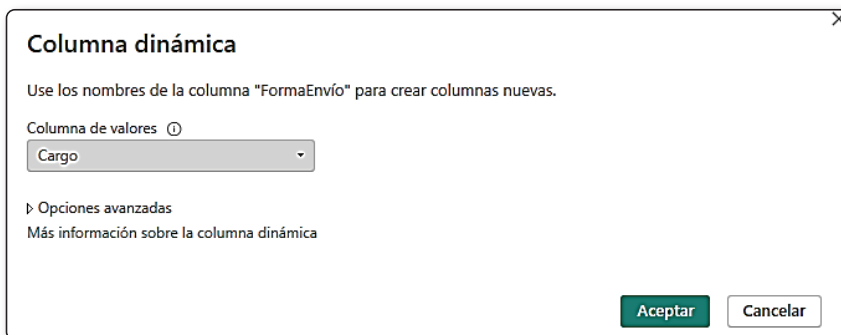 Columna dinámica
Use los nombres de la columna "FormaEnvío" para crear columnas nuevas.
Columna de valores
Cargo
Opciones avanzadas
Más información sobre la columna dinámica
Aceptar Cancelar